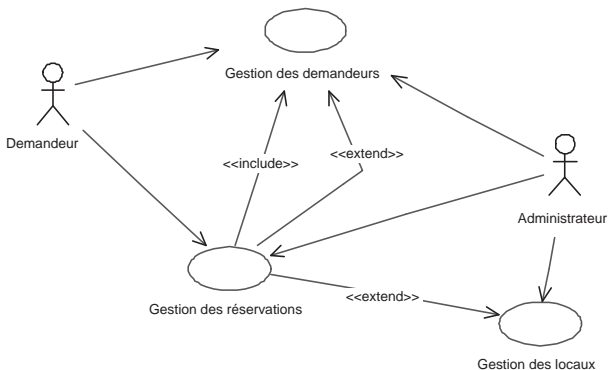 Gestion des demandeurs
Demandeur
<<include>>
<<extend>>
Administrateur
Gestion des réservations
<<extend>>
Gestion des locaux